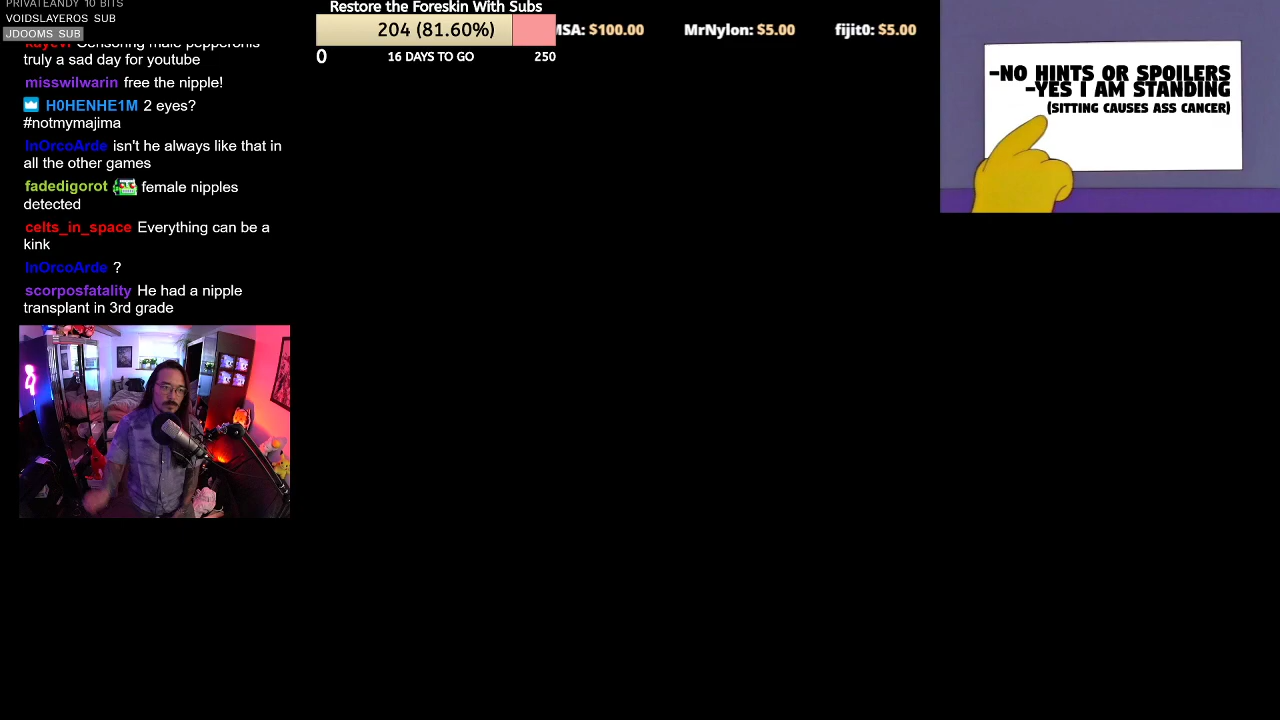 PRIVATEANDY 10 BITS
VOIDSLAYEROS SUB
JDOOMS SUB
Censoring male pepperonis
truly a sad day for youtube
misswilwarin free the nipple!
H0HENHE1M 2 eyes?
#notmymajima
InOrcoArde isn't he always like that in
all the other games
fadedigorot female nipples
detected
celts_in_space Everything can be a
kink
InOrcoArde ?
scorposfatality He had a nipple
transplant in 3rd grade
Restore the Foreskin With Subs
204 (81.60%)
0 16 DAYS TO GO 250
MSA: $100.00 MrNylon: $5.00 fijit0: $5.00
-NO HINTS OR SPOILERS
-YES I AM STANDING
(SITTING CAUSES ASS CANCER)